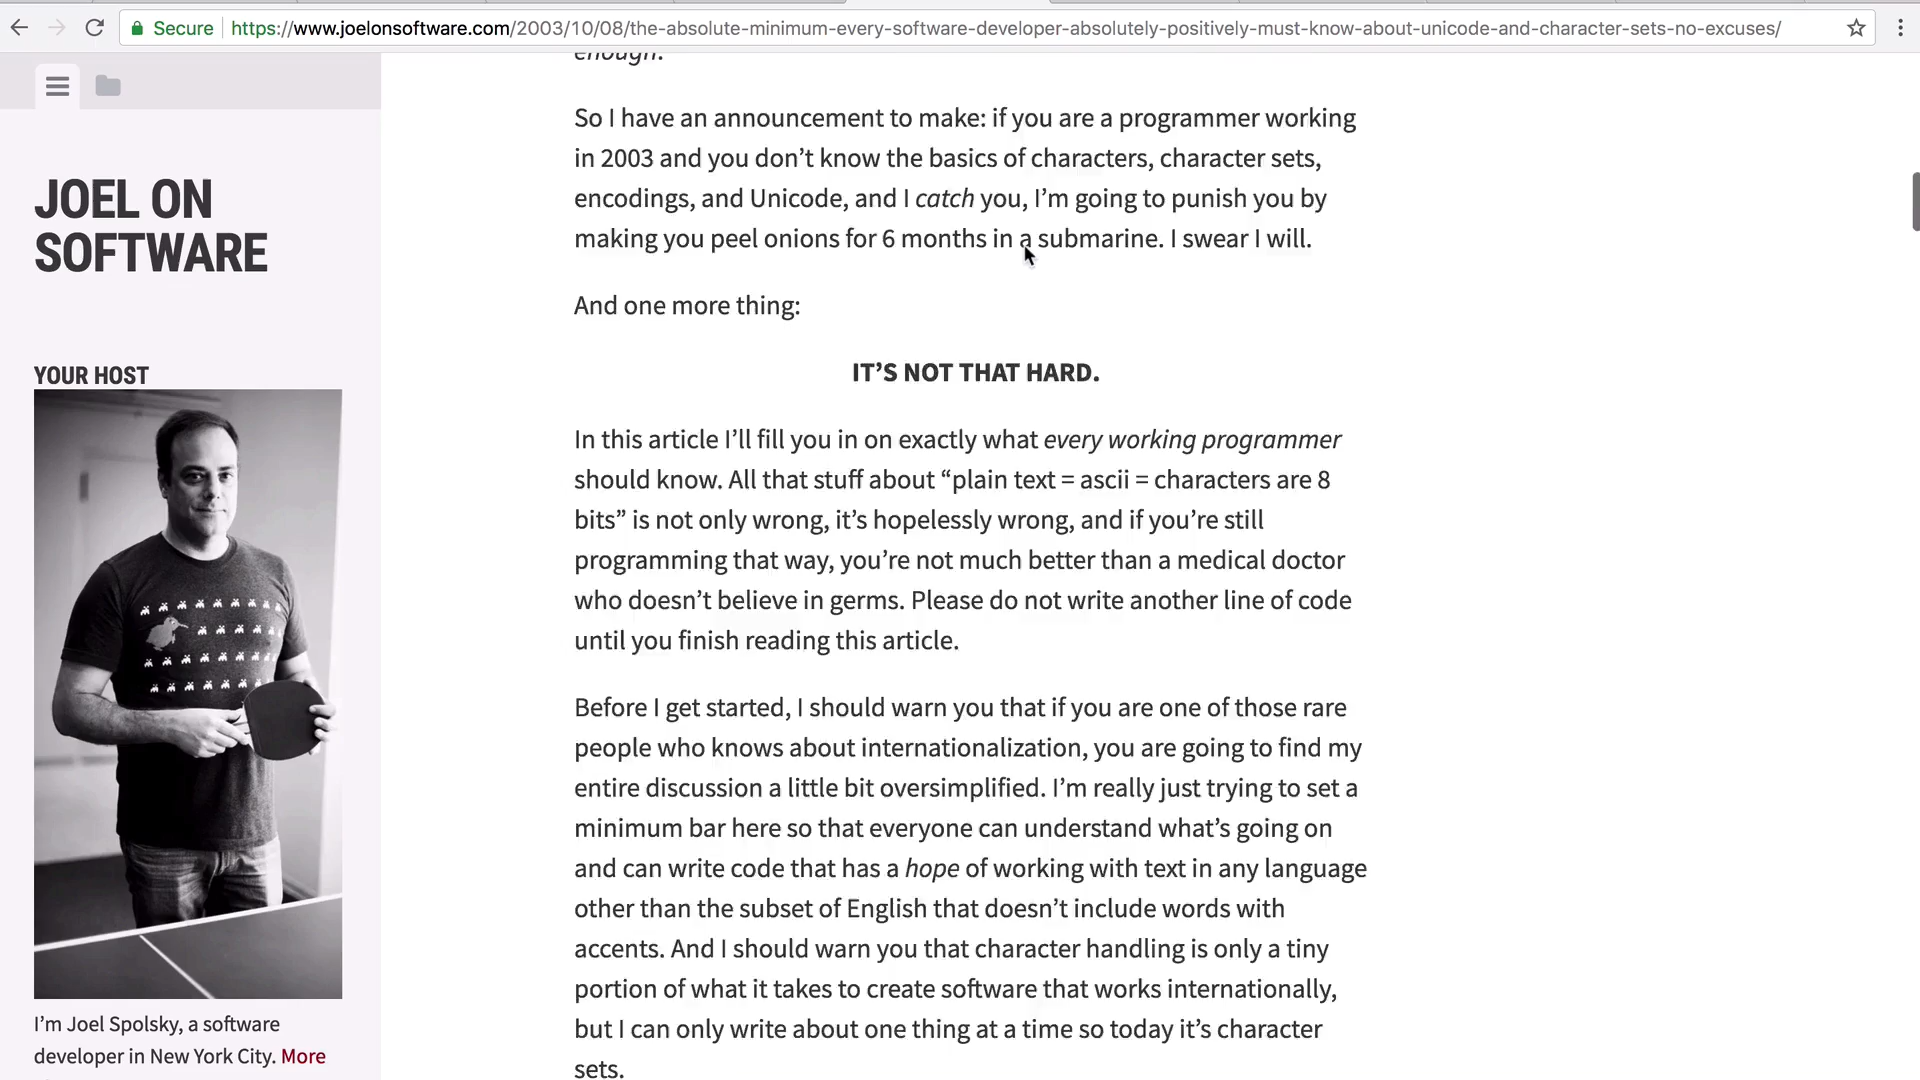 Secure https://www.joelonsoftware.com/2003/10/08/the-absolute-minimum-every-software-developer-absolutely-positively-must-know-about-unicode-and-character-sets-no-excuses/
JOEL ON
SOFTWARE
YOUR HOST
I’m Joel Spolsky, a software
developer in New York City. More
enough.
So I have an announcement to make: if you are a programmer working
in 2003 and you don’t know the basics of characters, character sets,
encodings, and Unicode, and I catch you, I’m going to punish you by
making you peel onions for 6 months in a submarine. I swear I will.
And one more thing:
IT’S NOT THAT HARD.
In this article I’ll fill you in on exactly what every working programmer
should know. All that stuff about “plain text = ascii = characters are 8
bits” is not only wrong, it’s hopelessly wrong, and if you’re still
programming that way, you’re not much better than a medical doctor
who doesn’t believe in germs. Please do not write another line of code
until you finish reading this article.
Before I get started, I should warn you that if you are one of those rare
people who knows about internationalization, you are going to find my
entire discussion a little bit oversimplified. I’m really just trying to set a
minimum bar here so that everyone can understand what’s going on
and can write code that has a hope of working with text in any language
other than the subset of English that doesn’t include words with
accents. And I should warn you that character handling is only a tiny
portion of what it takes to create software that works internationally,
but I can only write about one thing at a time so today it’s character
sets.